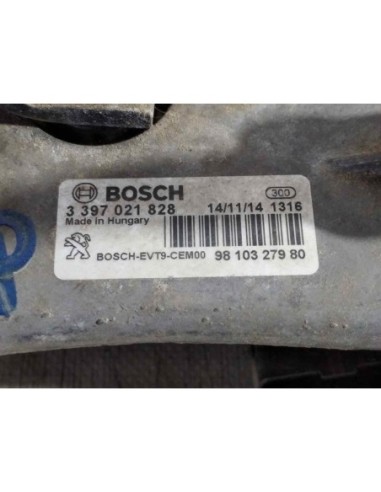 BOSCH
300
3 397 021 828 14/11/14 1316
Made in Hungary
BOSCH-EVT9-CEM00 98 103 279 80